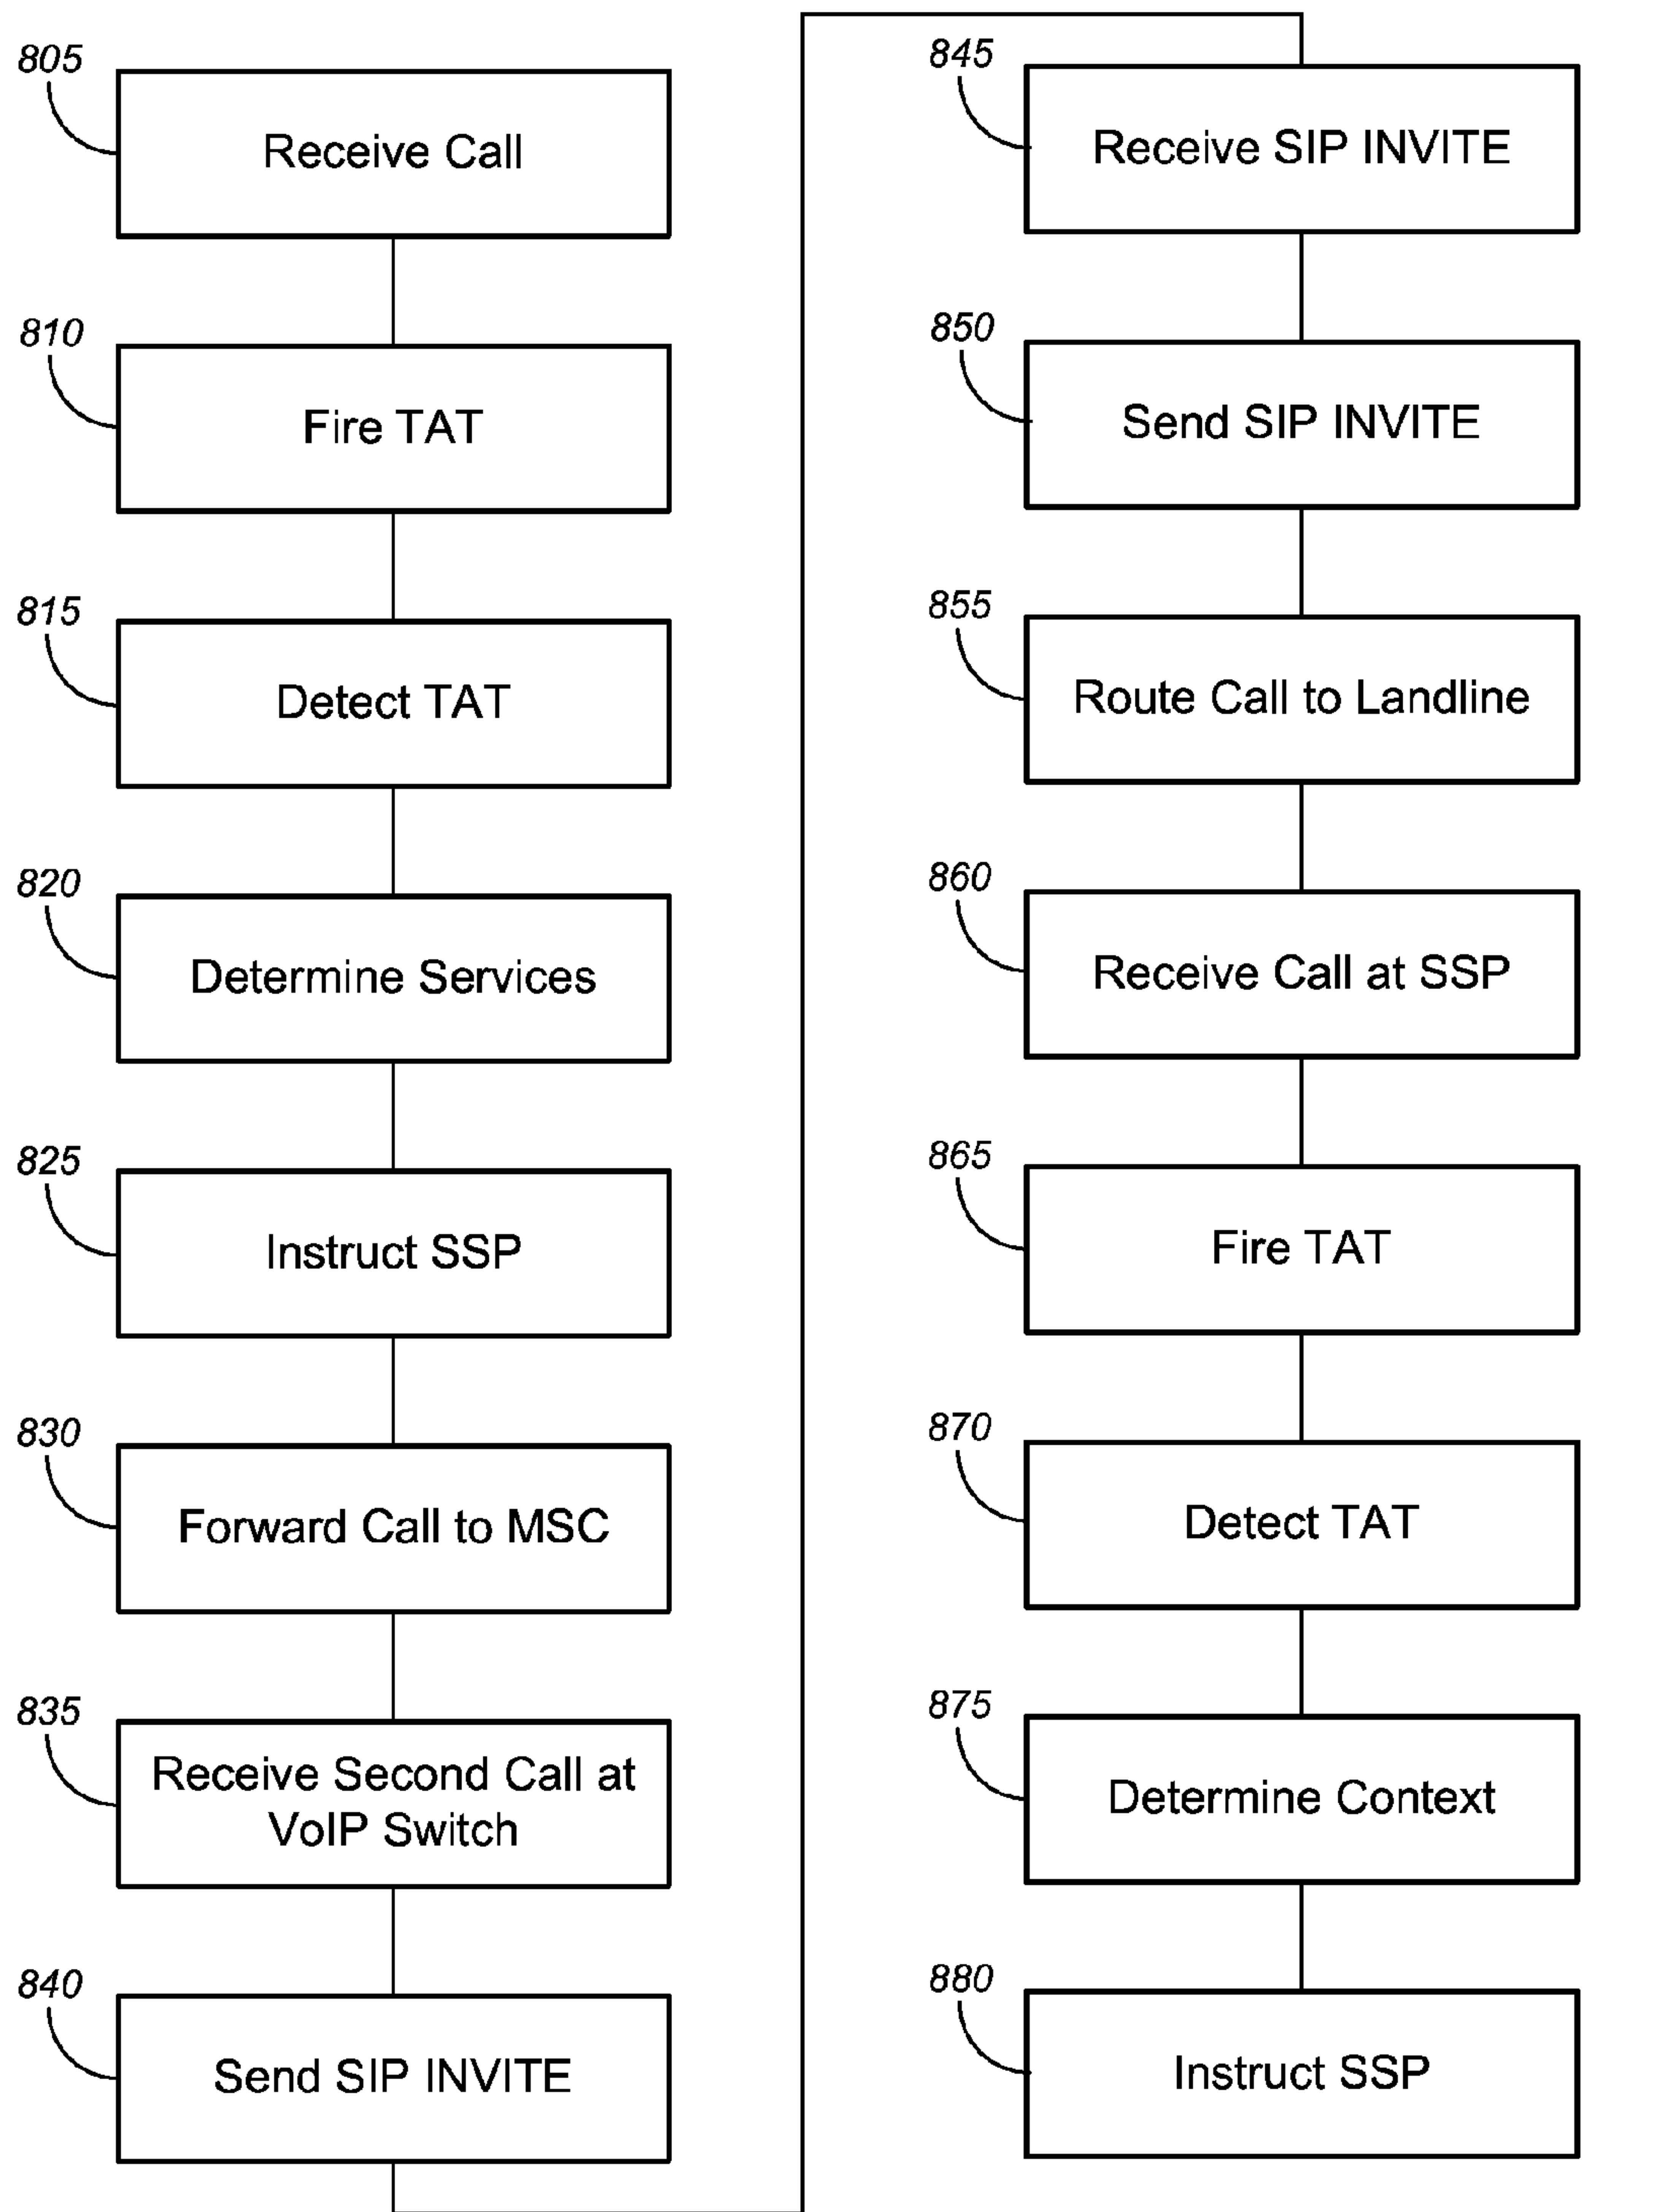 805
Receive Call
810
Fire TAT
815
Detect TAT
820
Determine Services
825
Instruct SSP
830
Forward Call to MSC
835
Receive Second Call at
VoIP Switch
840
Send SIP INVITE
845
Receive SIP INVITE
850
Send SIP INVITE
855
Route Call to Landline
860
Receive Call at SSP
865
Fire TAT
870
Detect TAT
875
Determine Context
880
Instruct SSP